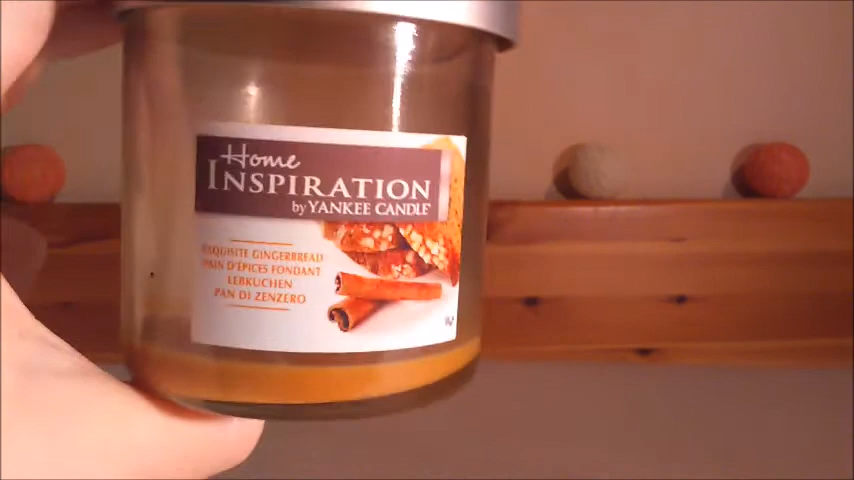 Home
INSPIRATION
by YANKEE CANDLE®
EXQUISITE GINGERBREAD
PAIN D'ÉPICES FONDANT
LEBKUCHEN
PAN DI ZENZERO